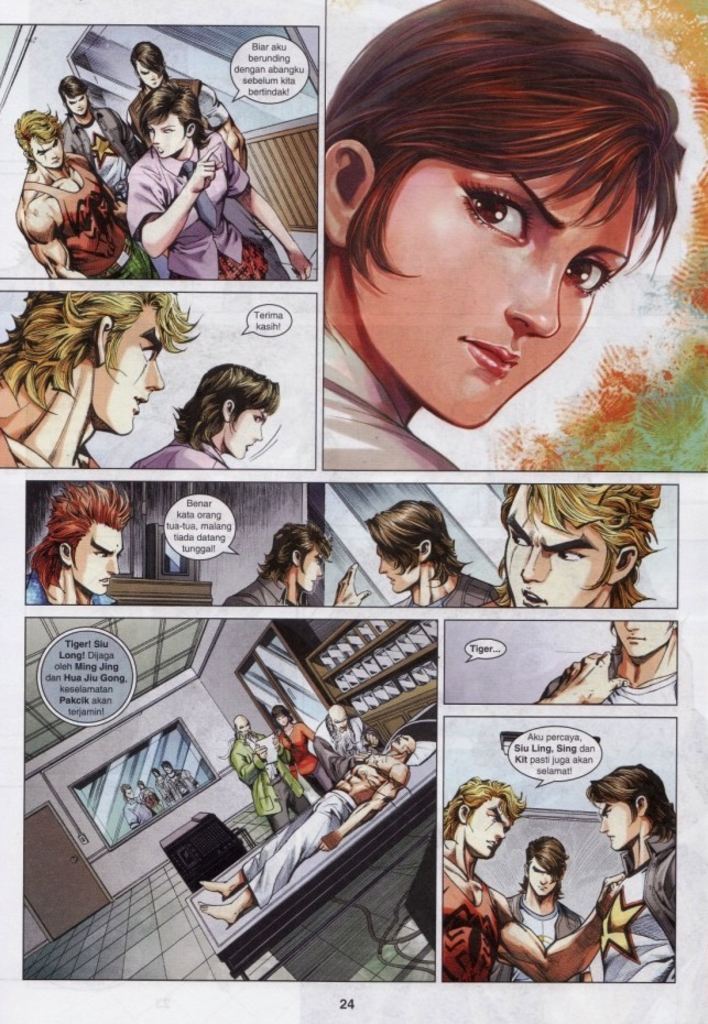 Biar aku
berunding
dengan abangku
sebelum kita
bertindak!
Terima
kasih!
Benar
kata orang
tua-tua, malang
tiada datang
tunggal!
Tiger! Siu
Long! Dijaga
oleh Ming Jing
dan Hua Jiu Gong,
keselamatan
Pakcik akan
terjamin!
Tiger...
Aku percaya,
Siu Ling, Sing dan
Kit pasti juga akan
selamat!
24